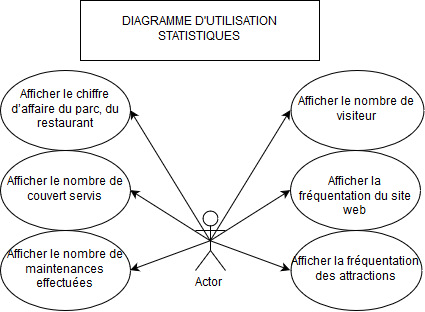 DIAGRAMME D'UTILISATION
STATISTIQUES
Afficher le chiffre
d'affaire du parc, du
restaurant
Afficher le nombre de
visiteur
Afficher le nombre de
couvert servis
Afficher la
fréquentation du site
web
Afficher le nombre de
maintenances
effectuées
Afficher la fréquentation
des attractions
Actor